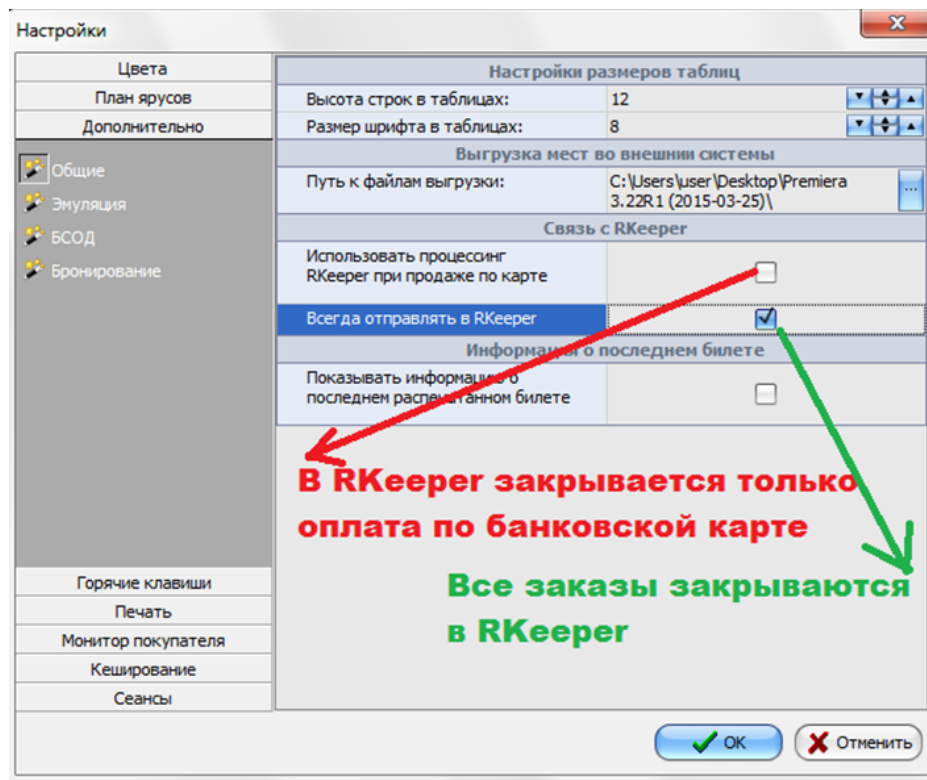 Настройки
Цвета
План ярусов
Дополнительно
Общие
Эмуляция
БСОД
Бронирование
Горячие клавиши
Печать
Монитор покупателя
Кеширование
Сеансы
Настройки размеров таблиц
Высота строк в таблицах: 12
Размер шрифта в таблицах: 8
Выгрузка мест во внешнии системы
Путь к файлам выгрузки: C:\Users\user\Desktop\Premiera
3.22R1 (2015-03-25)\
...
Связь с RKeeper
Использовать процессинг
RKeeper при продаже по карте
Всегда отправлять в RKeeper
Информация о последнем билете
Показывать информацию о
последнем распечатанном билете
В RKeeper закрывается только
оплата по банковской карте
Все заказы закрываются
в RKeeper
OK
Отменить